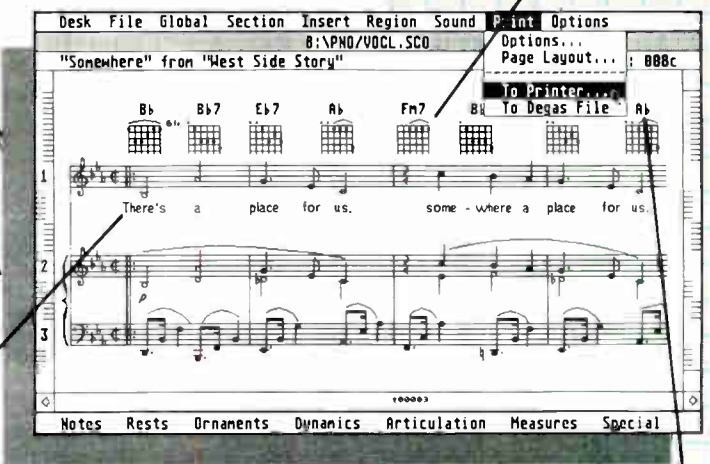 Desk File Global Section Insert Region Sound Print Options
B:\PNO/VOCL.SCO
Options...
Page Layout...
"Somewhere" from "West Side Story"
: 008c
To Printer...
To Degas File
B♭ B♭7 E♭7 A♭ Fm7 A♭
1
There's a place for us. some - where a place for us.
2
p
3
Notes Rests Ornaments Dynamics Articulation Measures Special